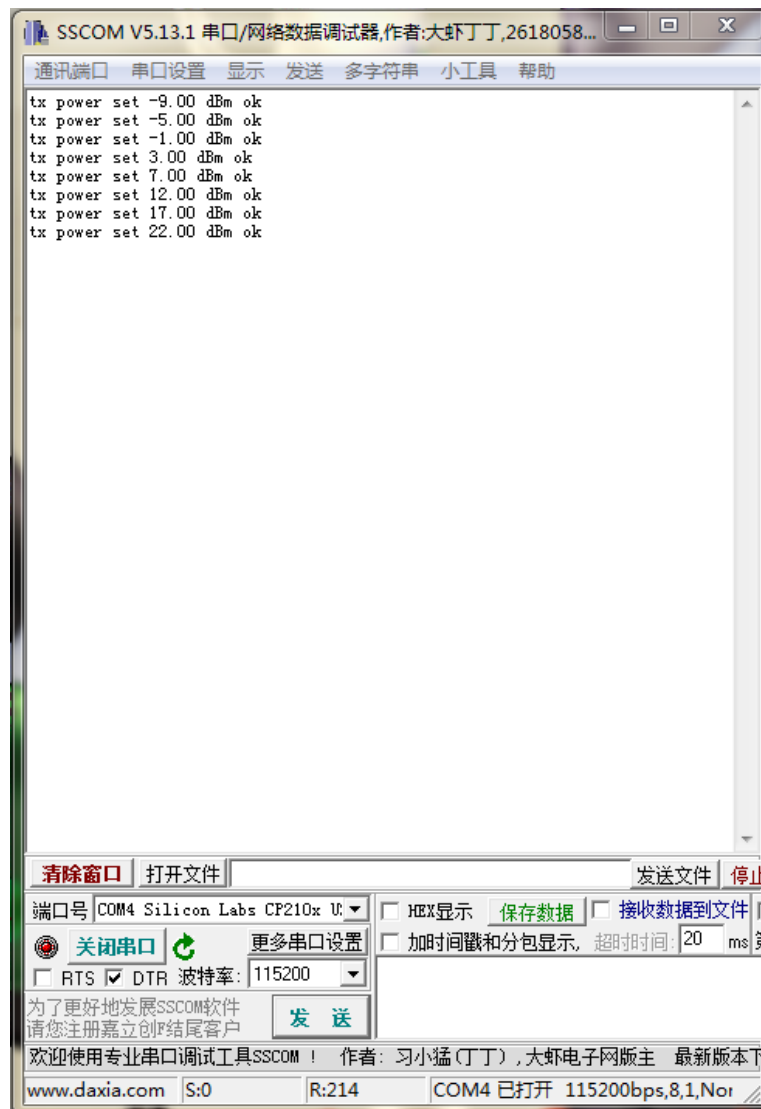 SSCOM V5.13.1 串口/网络数据调试器,作者:大虾丁丁,2618058...
通讯端口 串口设置 显示 发送 多字符串 小工具 帮助
tx power set -9.00 dBm ok
tx power set -5.00 dBm ok
tx power set -1.00 dBm ok
tx power set 3.00 dBm ok
tx power set 7.00 dBm ok
tx power set 12.00 dBm ok
tx power set 17.00 dBm ok
tx power set 22.00 dBm ok
清除窗口 打开文件 发送文件 停止
端口号 COM4 Silicon Labs CP210x HEX显示 保存数据 接收数据到文件
关闭串口 更多串口设置 加时间戳和分包显示, 超时时间: 20 ms
RTS DTR 波特率: 115200
为了更好地发展SSCOM软件
请您注册嘉立创F结尾客户
发 送
欢迎使用专业串口调试工具SSCOM ! 作者: 习小猛(丁丁),大虾电子网版主 最新版本下
www.daxia.com S:0 R:214 COM4 已打开 115200bps,8,1,Nor